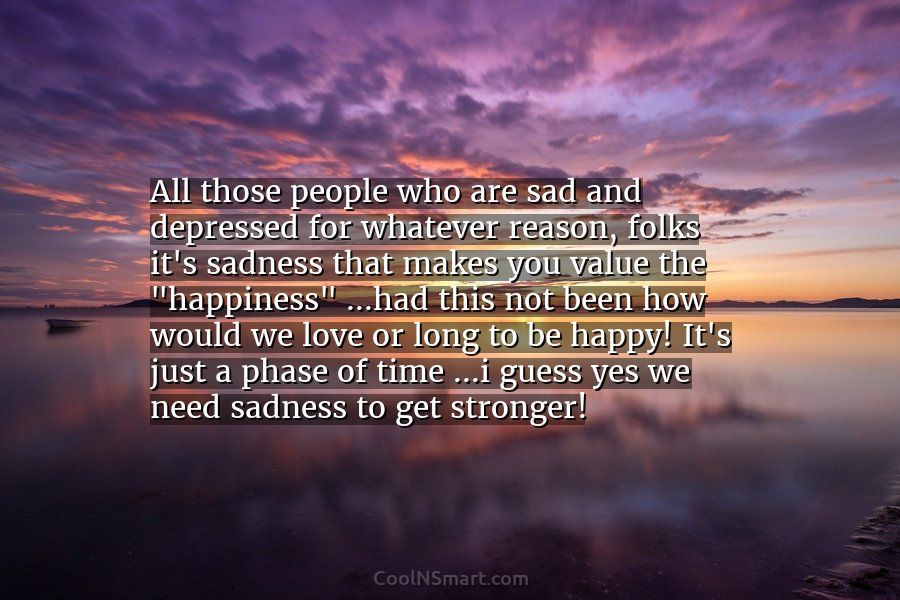 All those people who are sad and
depressed for whatever reason, folks
it's sadness that makes you value the
"happiness" ...had this not been how
would we love or long to be happy! It's
just a phase of time ...i guess yes we
need sadness to get stronger!
CoolNSmart.com